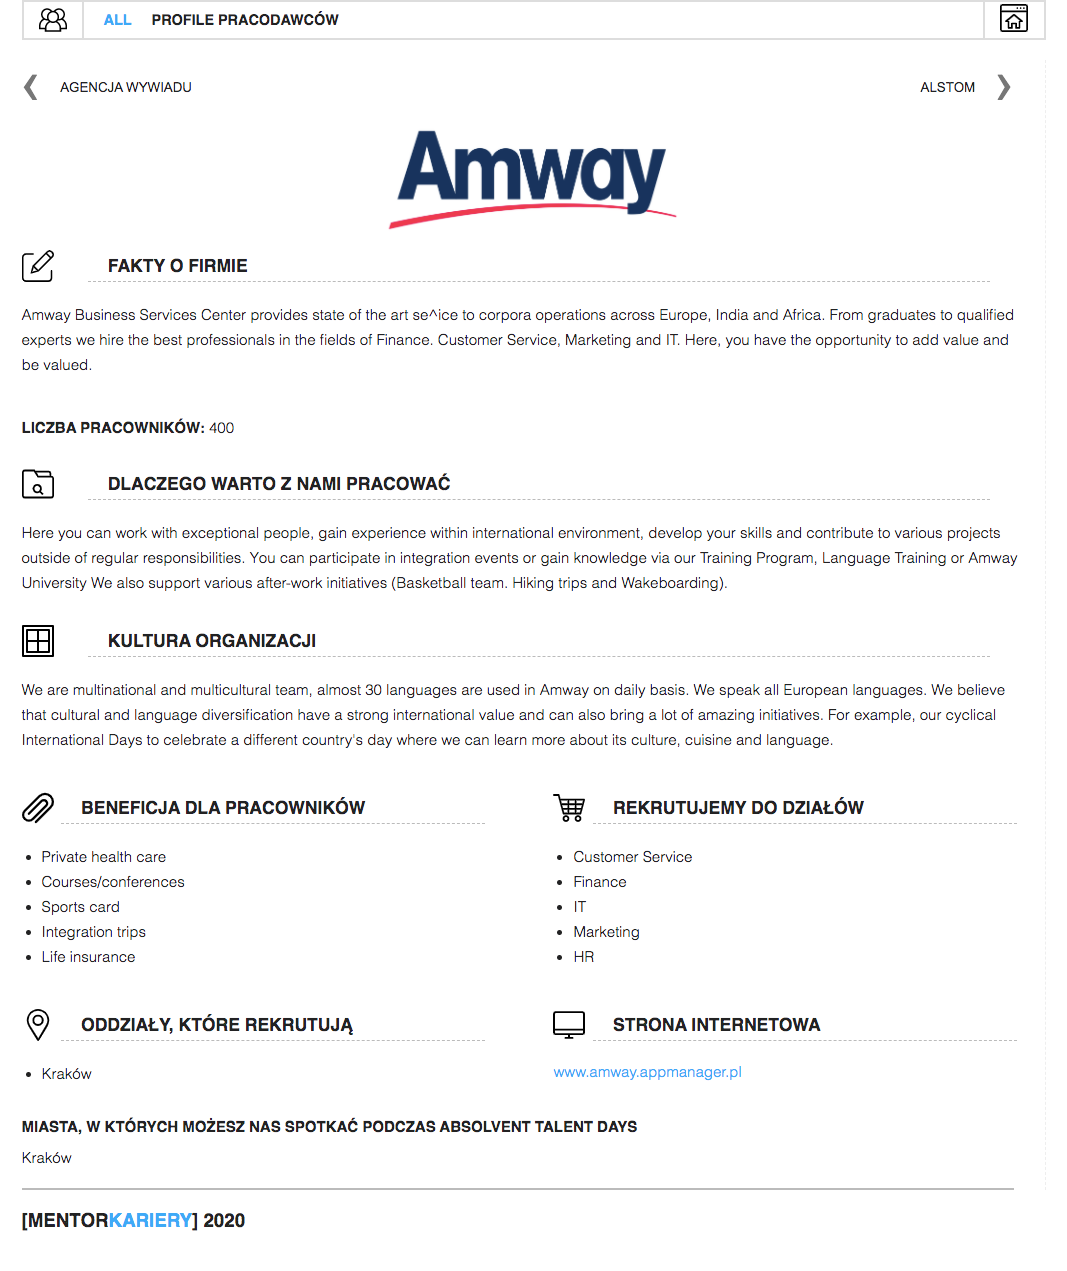 ALL PROFILE PRACODAWCÓW
AGENCJA WYWIADU
ALSTOM
Amway
FAKTY O FIRMIE
Amway Business Services Center provides state of the art se^ice to corpora operations across Europe, India and Africa. From graduates to qualified
experts we hire the best professionals in the fields of Finance. Customer Service, Marketing and IT. Here, you have the opportunity to add value and
be valued.
LICZBA PRACOWNIKÓW: 400
DLACZEGO WARTO Z NAMI PRACOWAĆ
Here you can work with exceptional people, gain experience within international environment, develop your skills and contribute to various projects
outside of regular responsibilities. You can participate in integration events or gain knowledge via our Training Program, Language Training or Amway
University We also support various after-work initiatives (Basketball team. Hiking trips and Wakeboarding).
KULTURA ORGANIZACJI
We are multinational and multicultural team, almost 30 languages are used in Amway on daily basis. We speak all European languages. We believe
that cultural and language diversification have a strong international value and can also bring a lot of amazing initiatives. For example, our cyclical
International Days to celebrate a different country's day where we can learn more about its culture, cuisine and language.
BENEFICJA DLA PRACOWNIKÓW
• Private health care
• Courses/conferences
• Sports card
• Integration trips
• Life insurance
REKRUTUJEMY DO DZIAŁÓW
• Customer Service
• Finance
• IT
• Marketing
• HR
ODDZIAŁY, KTÓRE REKRUTUJĄ
• Kraków
STRONA INTERNETOWA
www.amway.appmanager.pl
MIASTA, W KTÓRYCH MOŻESZ NAS SPOTKAĆ PODCZAS ABSOLVENT TALENT DAYS
Kraków
[MENTORKARIERY] 2020